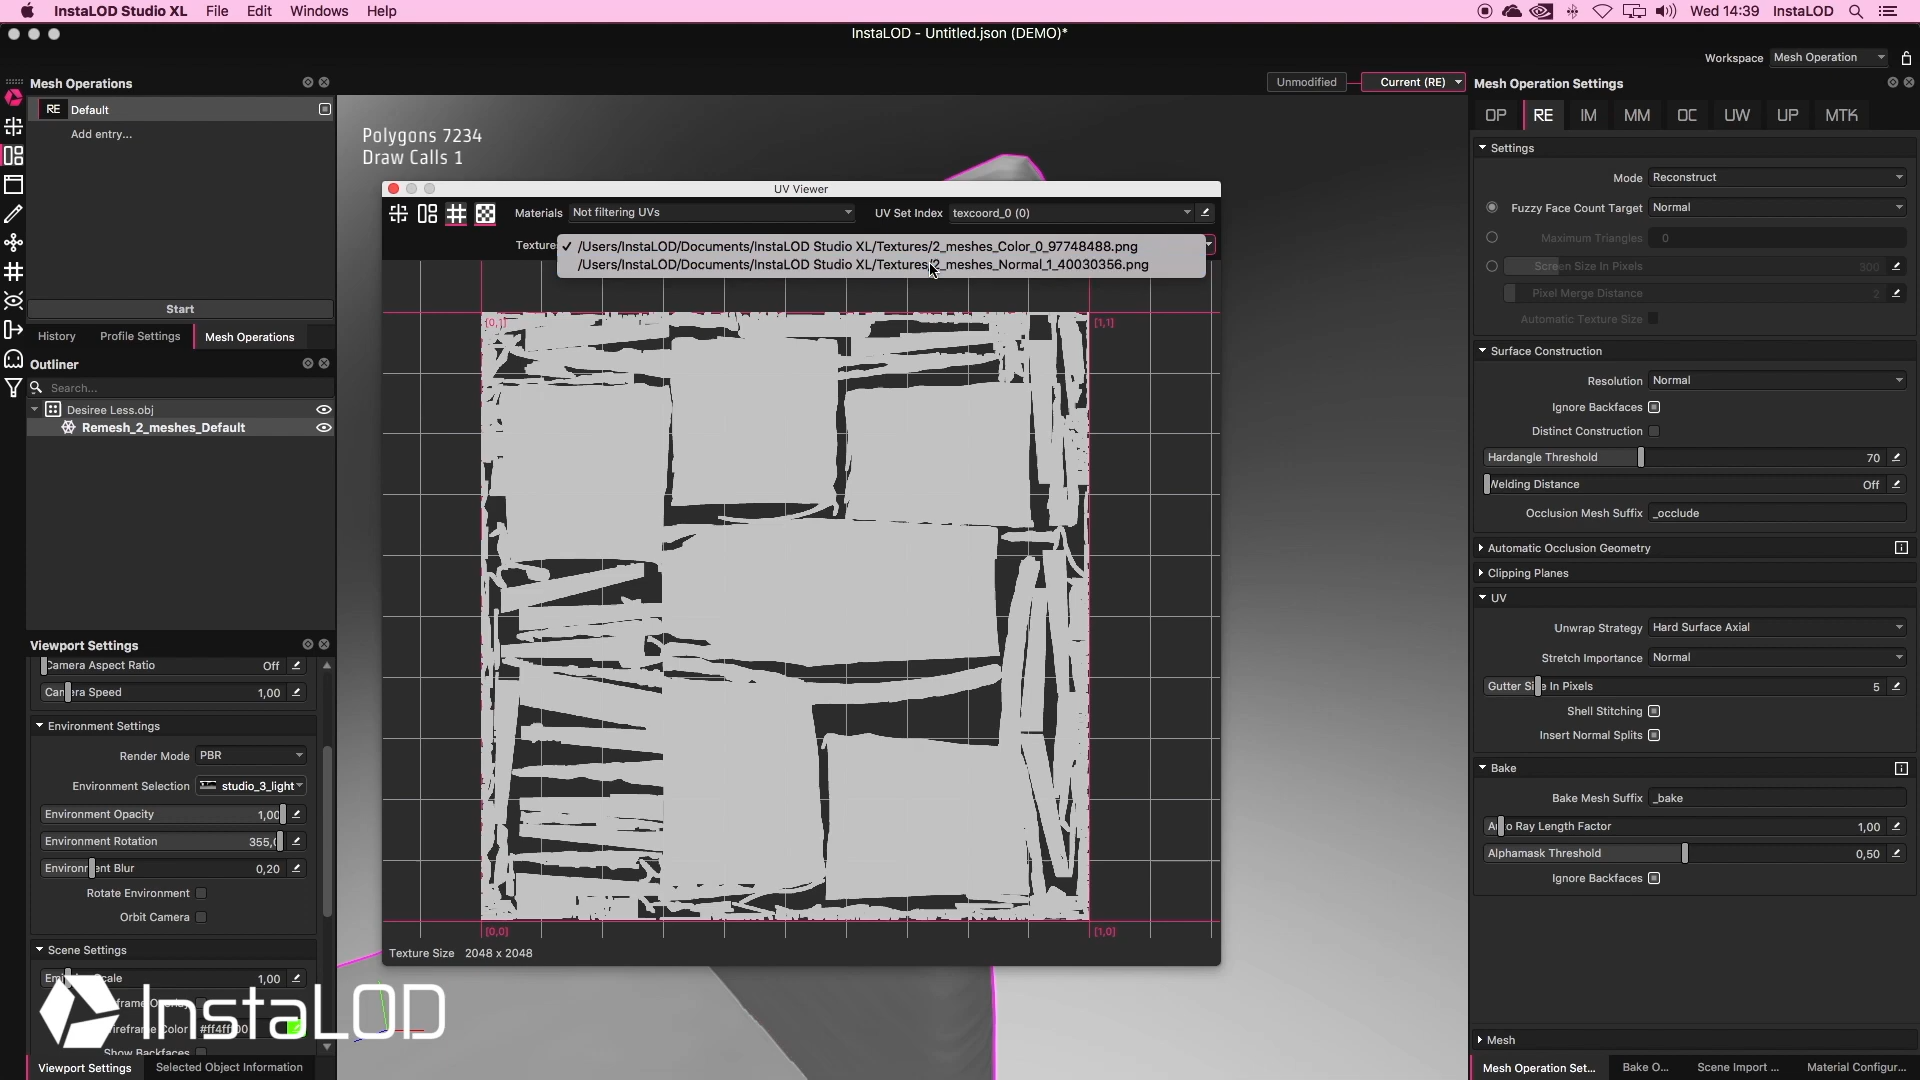 InstaLOD Studio XL File Edit Windows Help
Wed 14:39 InstaLOD
InstaLOD - Untitled.json (DEMO)*
Workspace Mesh Operation
Mesh Operations
RE Default
Add entry...
Start
History Profile Settings Mesh Operations
Outliner
Search...
Desiree Less.obj
Remesh_2_meshes_Default
Viewport Settings
Camera Aspect Ratio Off
Camera Speed 1,00
Environment Settings
Render Mode PBR
Environment Selection studio_3_light
Environment Opacity 1,00
Environment Rotation 355,
Environment Blur 0,20
Rotate Environment
Orbit Camera
Scene Settings
Scale 1,00
#ff4ff
Show Backfaces
Viewport Settings Selected Object Information
InstaLOD
Unmodified Current (RE)
Polygons 7234
Draw Calls 1
UV Viewer
Materials Not filtering UVs UV Set Index texcoord_0 (0)
Texture
✓ /Users/InstaLOD/Documents/InstaLOD Studio XL/Textures/2_meshes_Color_0_97748488.png
/Users/InstaLOD/Documents/InstaLOD Studio XL/Textures/2_meshes_Normal_1_40030356.png
[0,1] [1,1]
[0,0] [1,0]
Texture Size 2048 x 2048
Mesh Operation Settings
OP RE IM MM OC UW UP MTK
Settings
Mode Reconstruct
Fuzzy Face Count Target Normal
Maximum Triangles 0
Screen Size In Pixels 300
Pixel Merge Distance 2
Automatic Texture Size
Surface Construction
Resolution Normal
Ignore Backfaces
Distinct Construction
Hardangle Threshold 70
Welding Distance Off
Occlusion Mesh Suffix _occlude
Automatic Occlusion Geometry
Clipping Planes
UV
Unwrap Strategy Hard Surface Axial
Stretch Importance Normal
Gutter Size In Pixels 5
Shell Stitching
Insert Normal Splits
Bake
Bake Mesh Suffix _bake
Auto Ray Length Factor 1,00
Alphamask Threshold 0,50
Ignore Backfaces
Mesh
Mesh Operation Set... Bake O... Scene Import ... Material Configur...